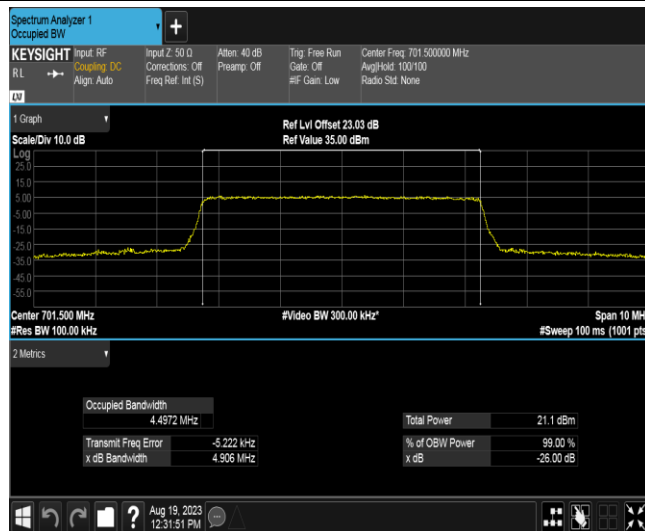 Spectrum Analyzer 1
Occupied BW
+
KEYSIGHT
RL
LXI
Input: RF
Coupling: DC
Align: Auto
Input Z: 50 Ω
Corrections: Off
Freq Ref: Int (S)
Atten: 40 dB
Preamp: Off
Trig: Free Run
Gate: Off
#IF Gain: Low
Center Freq: 701.500000 MHz
Avg|Hold: 100/100
Radio Std: None
1 Graph
Scale/Div 10.0 dB
Ref Lvl Offset 23.03 dB
Ref Value 35.00 dBm
Log
25.0
15.0
5.00
-5.00
-15.0
-25.0
-35.0
-45.0
-55.0
Center 701.500 MHz
#Res BW 100.00 kHz
#Video BW 300.00 kHz*
Span 10 MH
#Sweep 100 ms (1001 pts
2 Metrics
Occupied Bandwidth
4.4972 MHz
Total Power 21.1 dBm
Transmit Freq Error -5.222 kHz
% of OBW Power 99.00 %
x dB Bandwidth 4.906 MHz
x dB -26.00 dB
?
Aug 19, 2023
12:31:51 PM